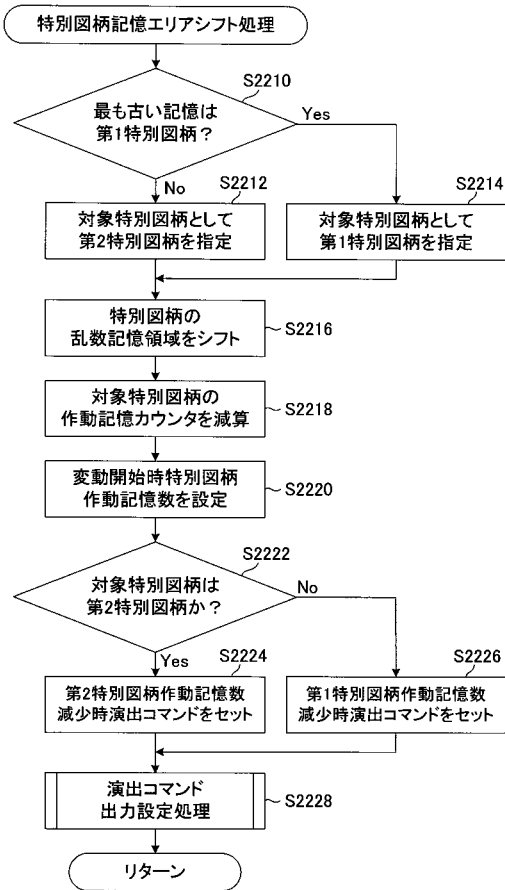 特別図柄記憶エリアシフト処理
S2210
最も古い記憶は
第1特別図柄？
Yes
No
S2212
対象特別図柄として
第2特別図柄を指定
S2214
対象特別図柄として
第1特別図柄を指定
特別図柄の
乱数記憶領域をシフト
S2216
対象特別図柄の
作動記憶カウンタを減算
S2218
変動開始時特別図柄
作動記憶数を設定
S2220
S2222
対象特別図柄は
第2特別図柄か？
No
Yes
S2224
第2特別図柄作動記憶数
減少時演出コマンドをセット
S2226
第1特別図柄作動記憶数
減少時演出コマンドをセット
演出コマンド
出力設定処理
S2228
リターン